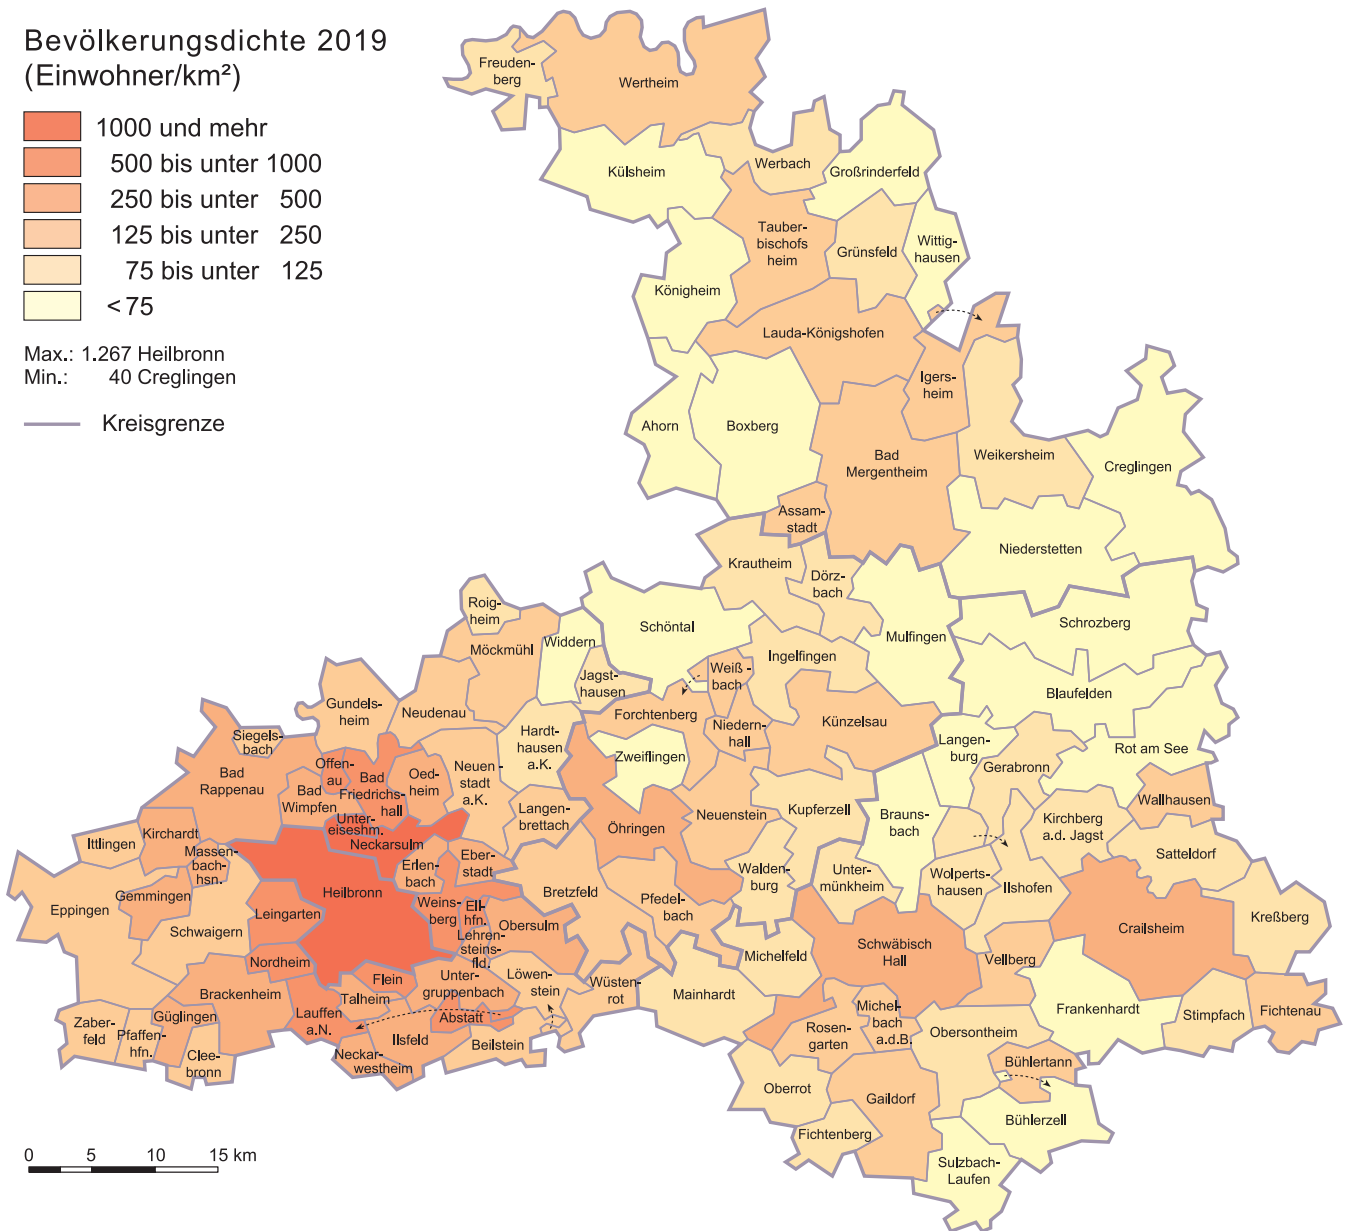 Bevölkerungsdichte 2019
(Einwohner/km²)
1000 und mehr
500 bis unter 1000
250 bis unter 500
125 bis unter 250
75 bis unter 125
< 75
Max.: 1.267 Heilbronn
Min.: 40 Creglingen
Kreisgrenze
Freuden-
berg
Wertheim
Külsheim
Werbach
Großrinderfeld
Tauber-
bischofs
heim
Grünsfeld
Wittig-
hausen
Königheim
Lauda-Königshofen
Igers-
heim
Ahorn
Boxberg
Bad
Mergentheim
Weikersheim
Creglingen
Assam-
stadt
Niederstetten
Krautheim
Dörz-
bach
Roig-
heim
Schöntal
Mulfingen
Schrozberg
Widdern
Möckmühl
Ingelfingen
Weiß -
bach
Jagst-
hausen
Blaufelden
Gundels-
heim
Neudenau
Forchtenberg
Künzelsau
Niedern-
hall
Hardt-
hausen
a.K.
Langen-
burg
Siegels-
bach
Zweiflingen
Rot am See
Gerabronn
Bad
Rappenau
Offen-
au
Bad
Friedrichs-
hall
Oed-
heim
Neuen-
stadt
a.K.
Bad
Wimpfen
Wallhausen
Langen-
brettach
Kupferzell
Brauns-
bach
Neuenstein
Kirchberg
a.d. Jagst
Unter-
eiseshm.
Öhringen
Kirchardt
Ittlingen
Neckarsulm
Satteldorf
Massen-
bach-
hsn.
Erlen-
bach
Eber-
stadt
Walden-
burg
Unter-
münkheim
Wolperts-
hausen
Ilshofen
Heilbronn
Bretzfeld
Gemmingen
Eppingen
Pfedel-
bach
Leingarten
Weins-
berg
Ell-
hfn.
Kreßberg
Obersulm
Crailsheim
Schwaigern
Lehren-
steins-
fld.
Schwäbisch
Hall
Michelfeld
Nordheim
Vellberg
Flein
Unter-
gruppenbach
Löwen-
stein
Wüsten-
rot
Mainhardt
Brackenheim
Talheim
Michel-
bach
a.d.B.
Frankenhardt
Stimpfach
Fichtenau
Güglingen
Lauffen
a.N.
Abstatt
Zaber-
feld
Pfaffen-
hfn.
Rosen-
garten
Obersontheim
Ilsfeld
Beilstein
Clee-
bronn
Neckar-
westheim
Bühlertann
Oberrot
Gaildorf
Bühlerzell
Fichtenberg
Sulzbach-
Laufen
0 5 10 15 km